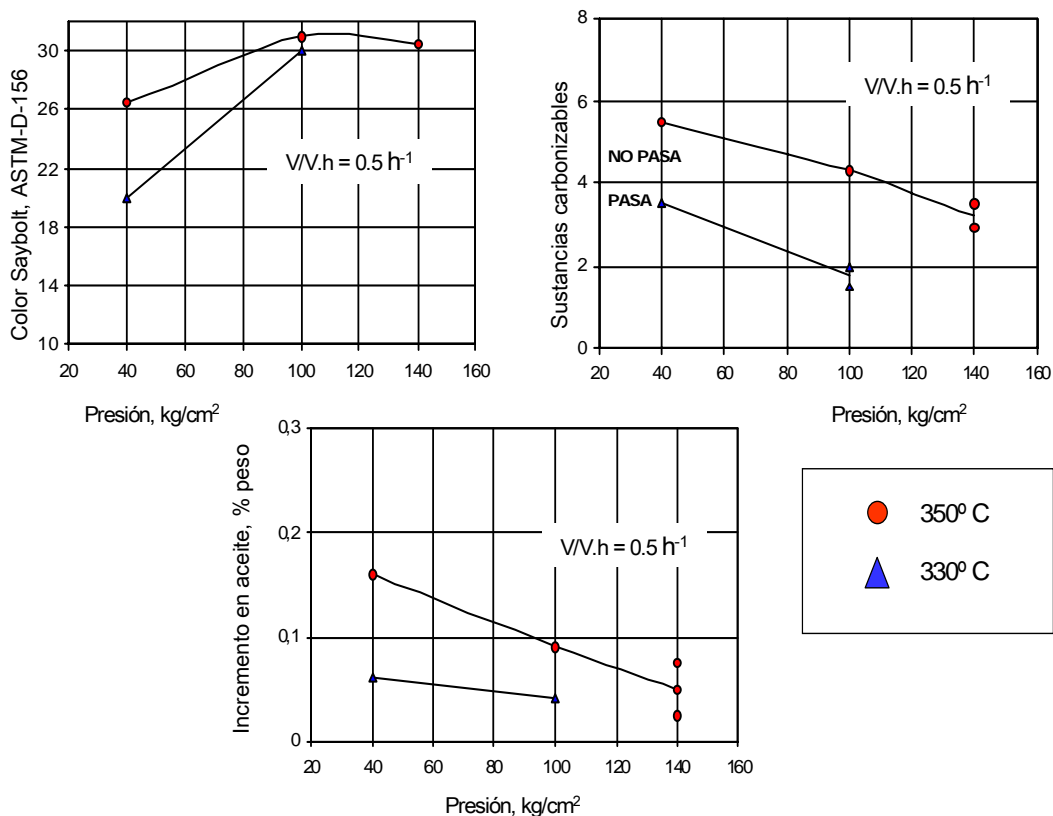 Color Saybolt, ASTM-D-156
30
26
22
18
14
10
V/V.h = 0.5 h⁻¹
20 40 60 80 100 120 140 160
Presión, kg/cm²
Sustancias carbonizables
8
6
4
2
0
V/V.h = 0.5 h⁻¹
NO PASA
PASA
20 40 60 80 100 120 140 160
Presión, kg/cm²
Incremento en aceite, % peso
0,3
0,2
0,1
0
V/V.h = 0.5 h⁻¹
20 40 60 80 100 120 140 160
Presión, kg/cm²
350º C
330º C